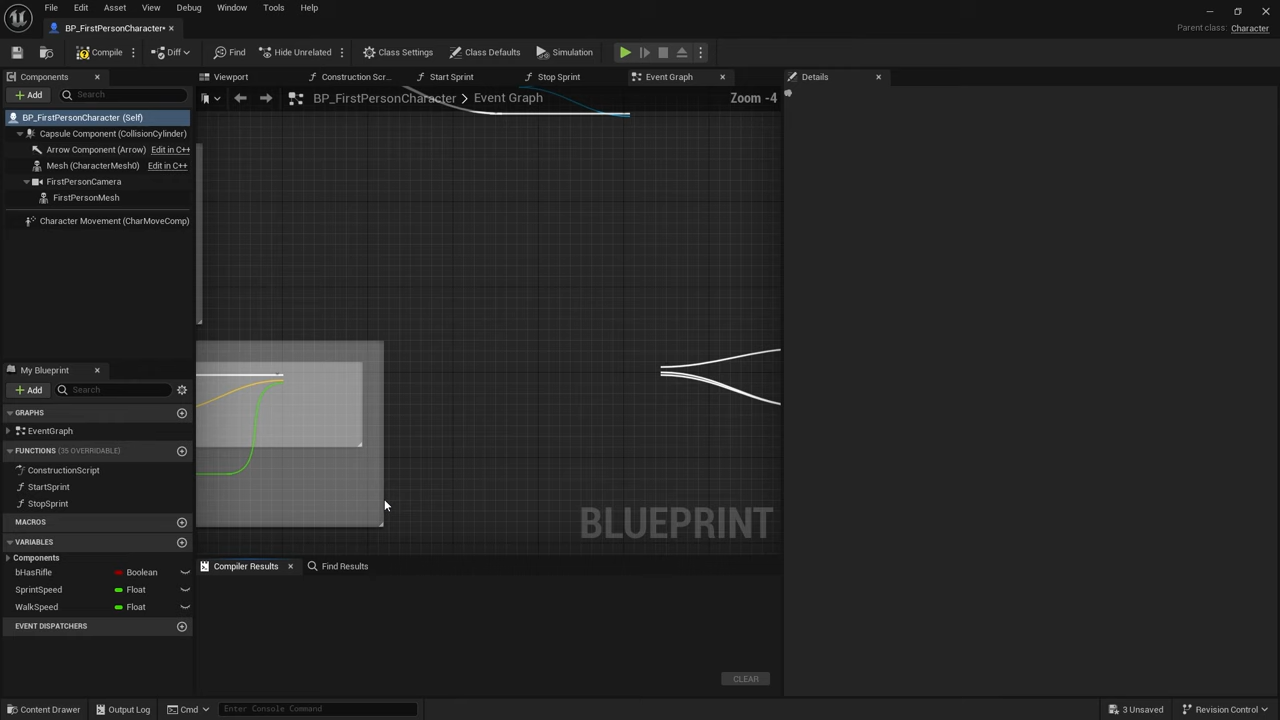 File Edit Asset View Debug Window Tools Help
BP_FirstPersonCharacter*
Parent class: Character
Compile Diff Find Hide Unrelated Class Settings Class Defaults Simulation
Components
Viewport Construction Scr... Start Sprint Stop Sprint Event Graph Details
Add Search
BP_FirstPersonCharacter > Event Graph
Zoom -4
BP_FirstPersonCharacter (Self)
Capsule Component (CollisionCylinder)
Arrow Component (Arrow) Edit in C++
Mesh (CharacterMesh0) Edit in C++
FirstPersonCamera
FirstPersonMesh
Character Movement (CharMoveComp)
My Blueprint
Add Search
GRAPHS
EventGraph
FUNCTIONS (35 OVERRIDABLE)
ConstructionScript
StartSprint
StopSprint
MACROS
VARIABLES
Components
bHasRifle Boolean
SprintSpeed Float
WalkSpeed Float
EVENT DISPATCHERS
BLUEPRINT
Compiler Results Find Results
CLEAR
Content Drawer Output Log Cmd Enter Console Command 3 Unsaved Revision Control